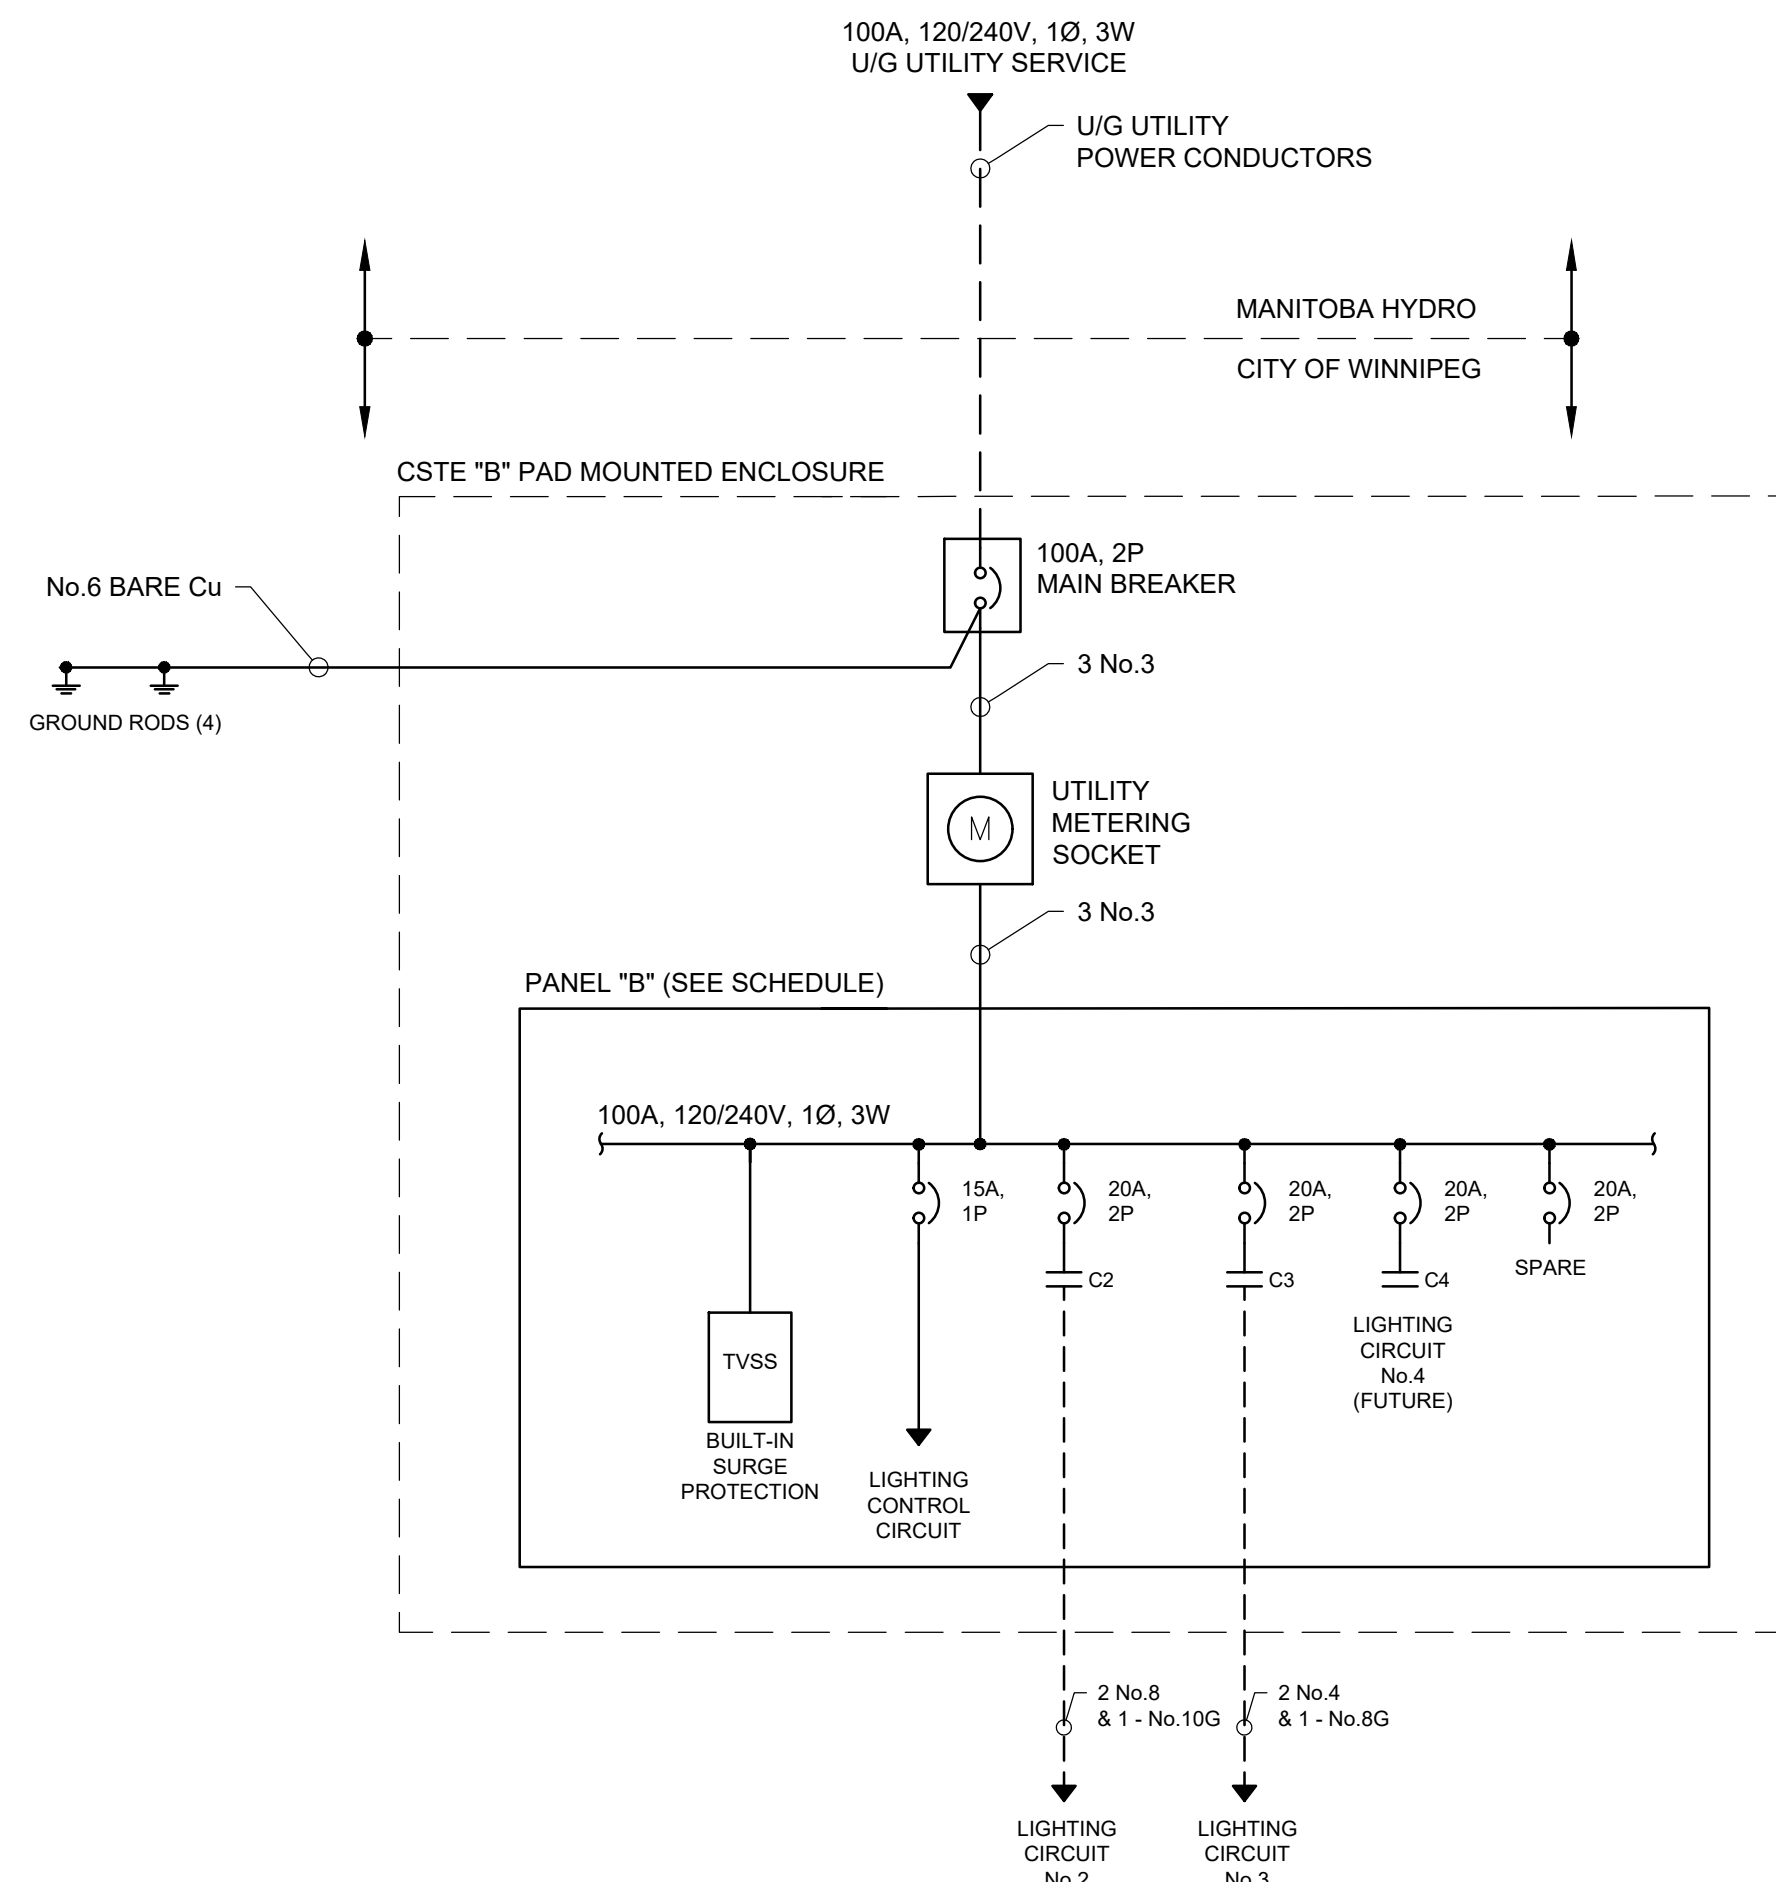 100A, 120/240V, 1Ø, 3W
U/G UTILITY SERVICE
U/G UTILITY
POWER CONDUCTORS
MANITOBA HYDRO
CITY OF WINNIPEG
CSTE "B" PAD MOUNTED ENCLOSURE
100A, 2P
MAIN BREAKER
No.6 BARE Cu
3 No.3
GROUND RODS (4)
UTILITY
METERING
SOCKET
M
3 No.3
PANEL "B" (SEE SCHEDULE)
100A, 120/240V, 1Ø, 3W
15A,
1P
20A,
2P
20A,
2P
20A,
2P
20A,
2P
SPARE
C2
C3
C4
LIGHTING
CIRCUIT
No.4
(FUTURE)
TVSS
BUILT-IN
SURGE
PROTECTION
LIGHTING
CONTROL
CIRCUIT
2 No.8
& 1 - No.10G
2 No.4
& 1 - No.8G
LIGHTING
CIRCUIT
No.2
LIGHTING
CIRCUIT
No.3